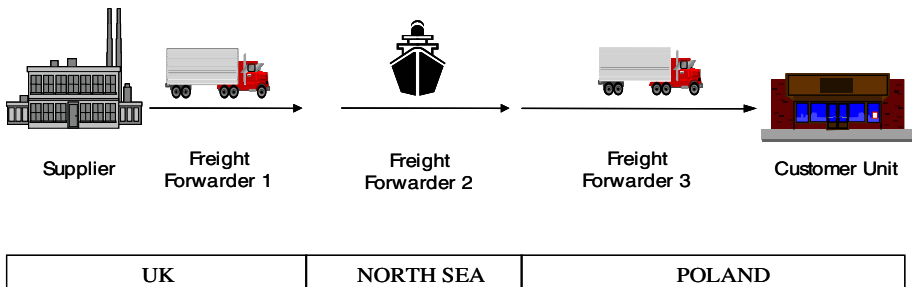 Supplier
Freight
Forwarder 1
Freight
Forwarder 2
Freight
Forwarder 3
Customer Unit
UK
NORTH SEA
POLAND